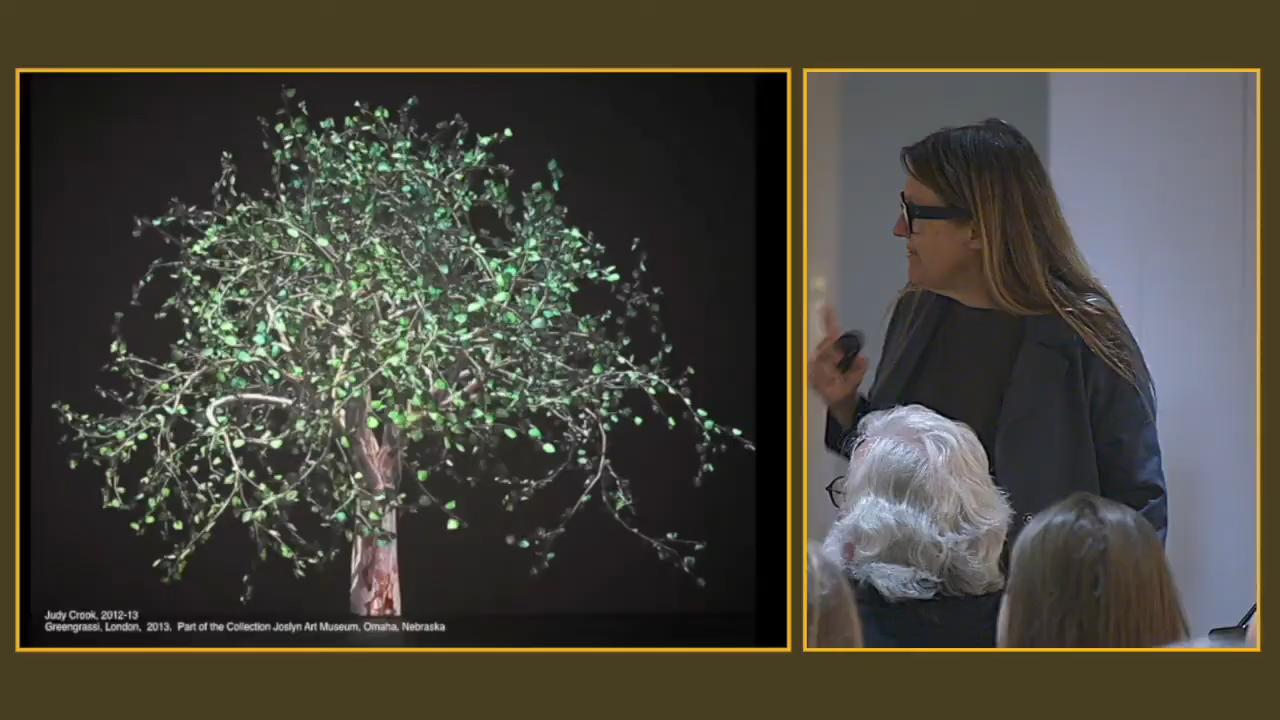 Judy Crook, 2012-13
Greengrassi, London, 2013. Part of the Collection Joslyn Art Museum, Omaha, Nebraska